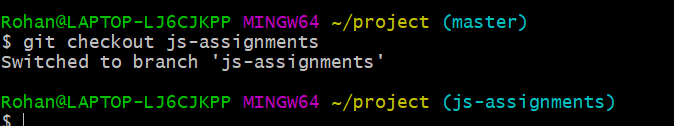 Rohan@LAPTOP-LJ6CJKPP MINGW64 ~/project (master)
$ git checkout js-assignments
Switched to branch 'js-assignments'
Rohan@LAPTOP-LJ6CJKPP MINGW64 ~/project (js-assignments)
$